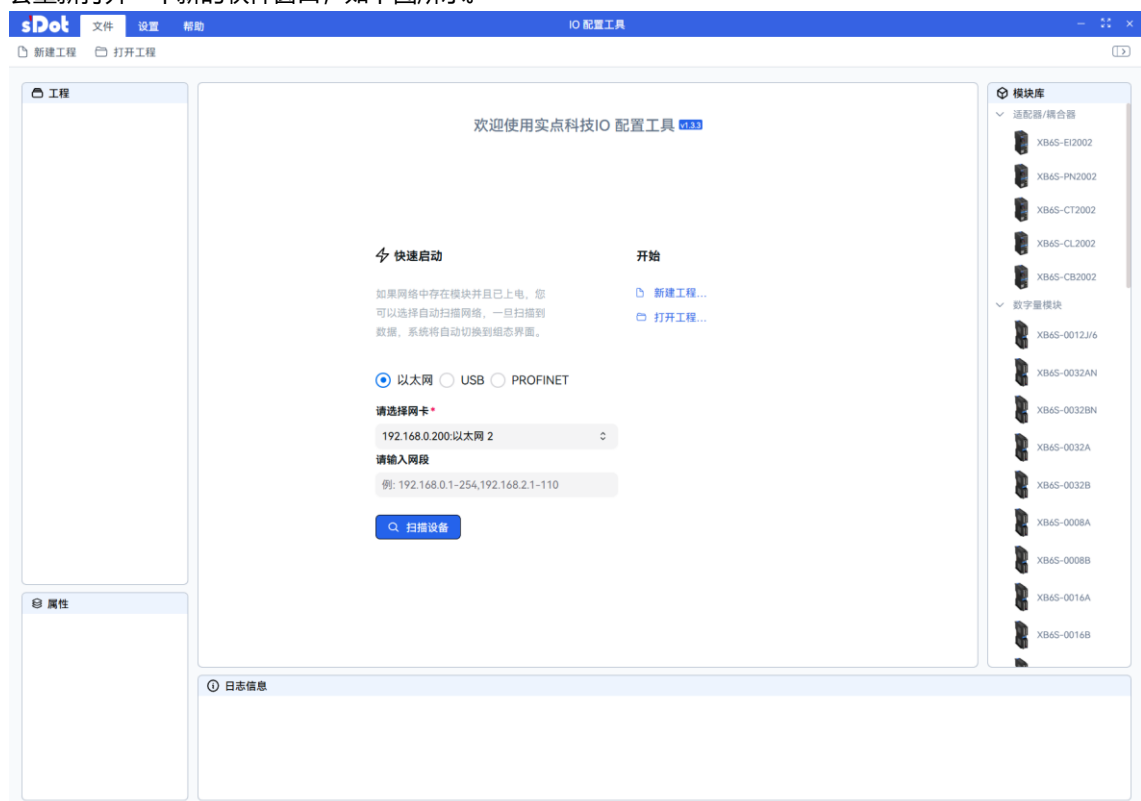 sDot 文件 设置 帮助 IO 配置工具
新建工程 打开工程
工程
欢迎使用实点科技IO 配置工具 v1.3.3
快速启动
如果网络中存在模块并且已上电，您
可以选择自动扫描网络，一旦扫描到
数据，系统将自动切换到组态界面。
开始
新建工程...
打开工程...
以太网 USB PROFINET
请选择网卡*
192.168.0.200:以太网 2
请输入网段
例: 192.168.0.1-254,192.168.2.1-110
扫描设备
模块库
适配器/耦合器
XB6S-EI2002
XB6S-PN2002
XB6S-CT2002
XB6S-CL2002
XB6S-CB2002
数字量模块
XB6S-0012J/6
XB6S-0032AN
XB6S-0032BN
XB6S-0032A
XB6S-0032B
XB6S-0008A
XB6S-0008B
XB6S-0016A
XB6S-0016B
属性
日志信息